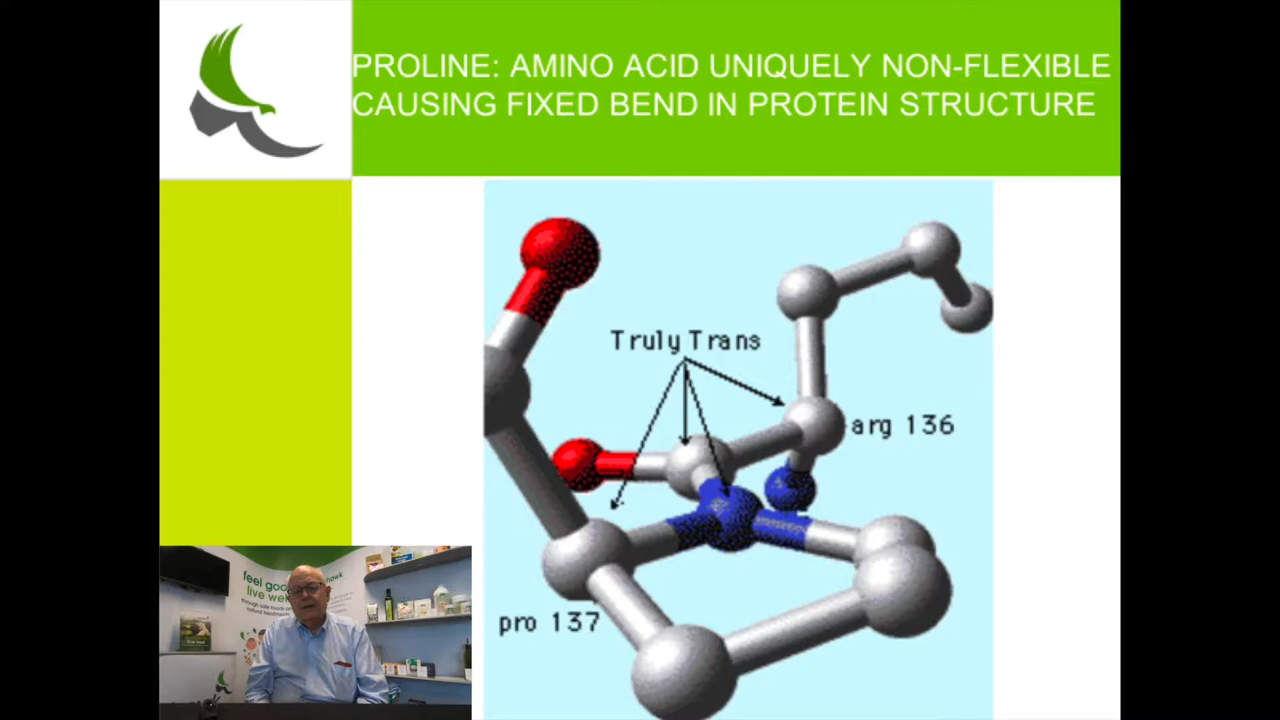 PROLINE: AMINO ACID UNIQUELY NON-FLEXIBLE
CAUSING FIXED BEND IN PROTEIN STRUCTURE
Truly Trans
arg 136
pro 137
feel good
live well